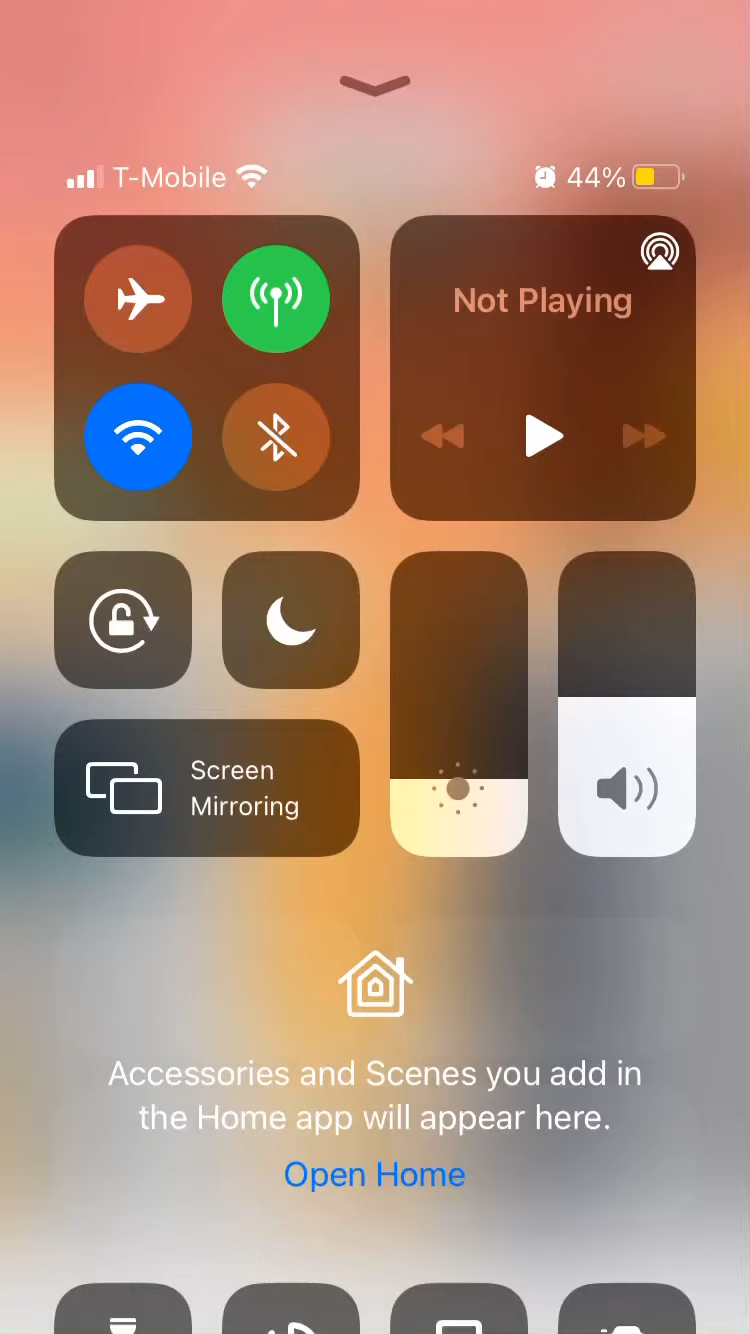 T-Mobile 44%
Not Playing
Screen
Mirroring
Accessories and Scenes you add in
the Home app will appear here.
Open Home